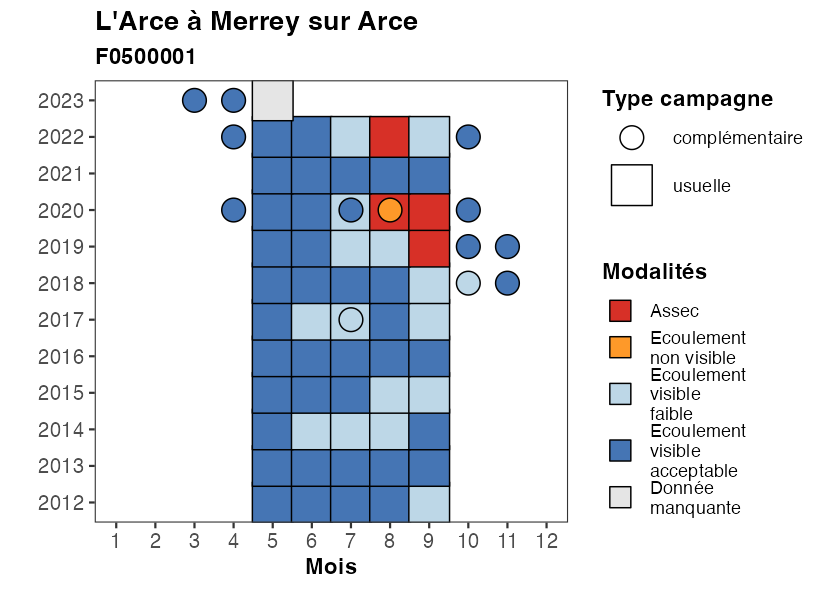 L'Arce à Merrey sur Arce
F0500001
2023
2022
2021
2020
2019
2018
2017
2016
2015
2014
2013
2012
1 2 3 4 5 6 7 8 9 10 11 12
Mois
Type campagne
complémentaire
usuelle
Modalités
Assec
Ecoulement
non visible
Ecoulement
visible
faible
Ecoulement
visible
acceptable
Donnée
manquante